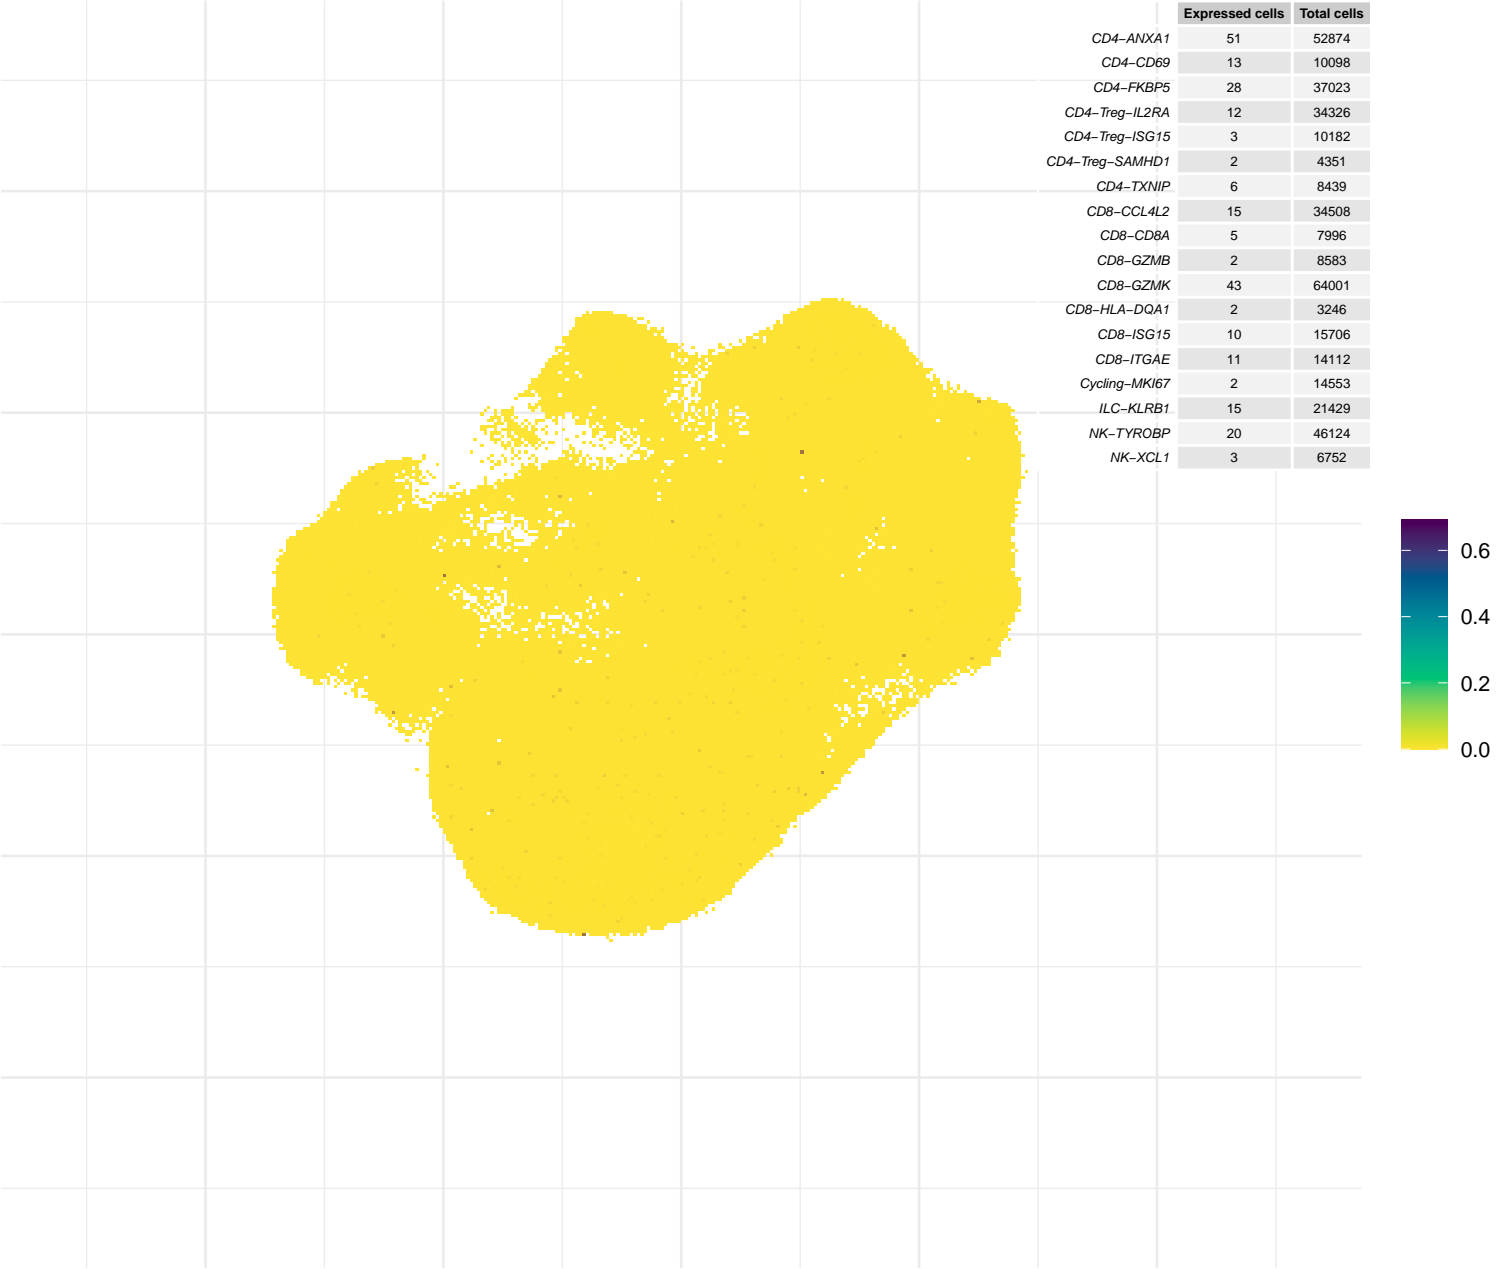 Expressed cells Total cells
CD4−ANXA1 51 52874
CD4−CD69 13 10098
CD4−FKBP5 28 37023
CD4−Treg−IL2RA 12 34326
CD4−Treg−ISG15 3 10182
CD4−Treg−SAMHD1 2 4351
CD4−TXNIP 6 8439
CD8−CCL4L2 15 34508
CD8−CD8A 5 7996
CD8−GZMB 2 8583
CD8−GZMK 43 64001
CD8−HLA−DQA1 2 3246
CD8−ISG15 10 15706
CD8−ITGAE 11 14112
Cycling−MKI67 2 14553
ILC−KLRB1 15 21429
NK−TYROBP 20 46124
NK−XCL1 3 6752
0.6
0.4
0.2
0.0